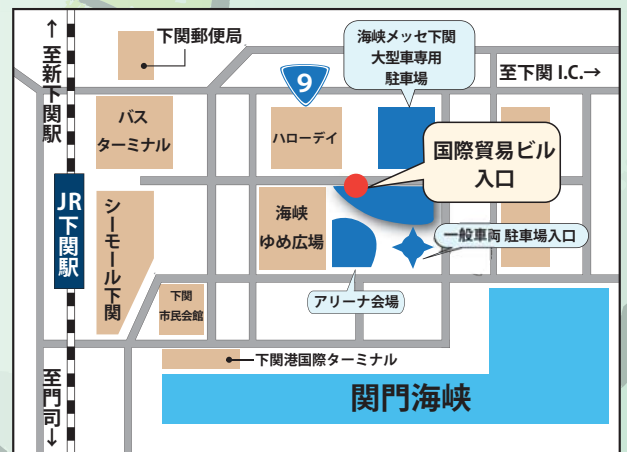 ↑
至新下関駅
下関郵便局
海峡メッセ下関
大型車専用
駐車場
至下関 I.C.→
9
バス
ターミナル
ハローデイ
国際貿易ビル
入口
JR下関駅
シーモール下関
海峡
ゆめ広場
一般車両 駐車場入口
アリーナ会場
下関
市民会館
下関港国際ターミナル
関門海峡
至門司
↓